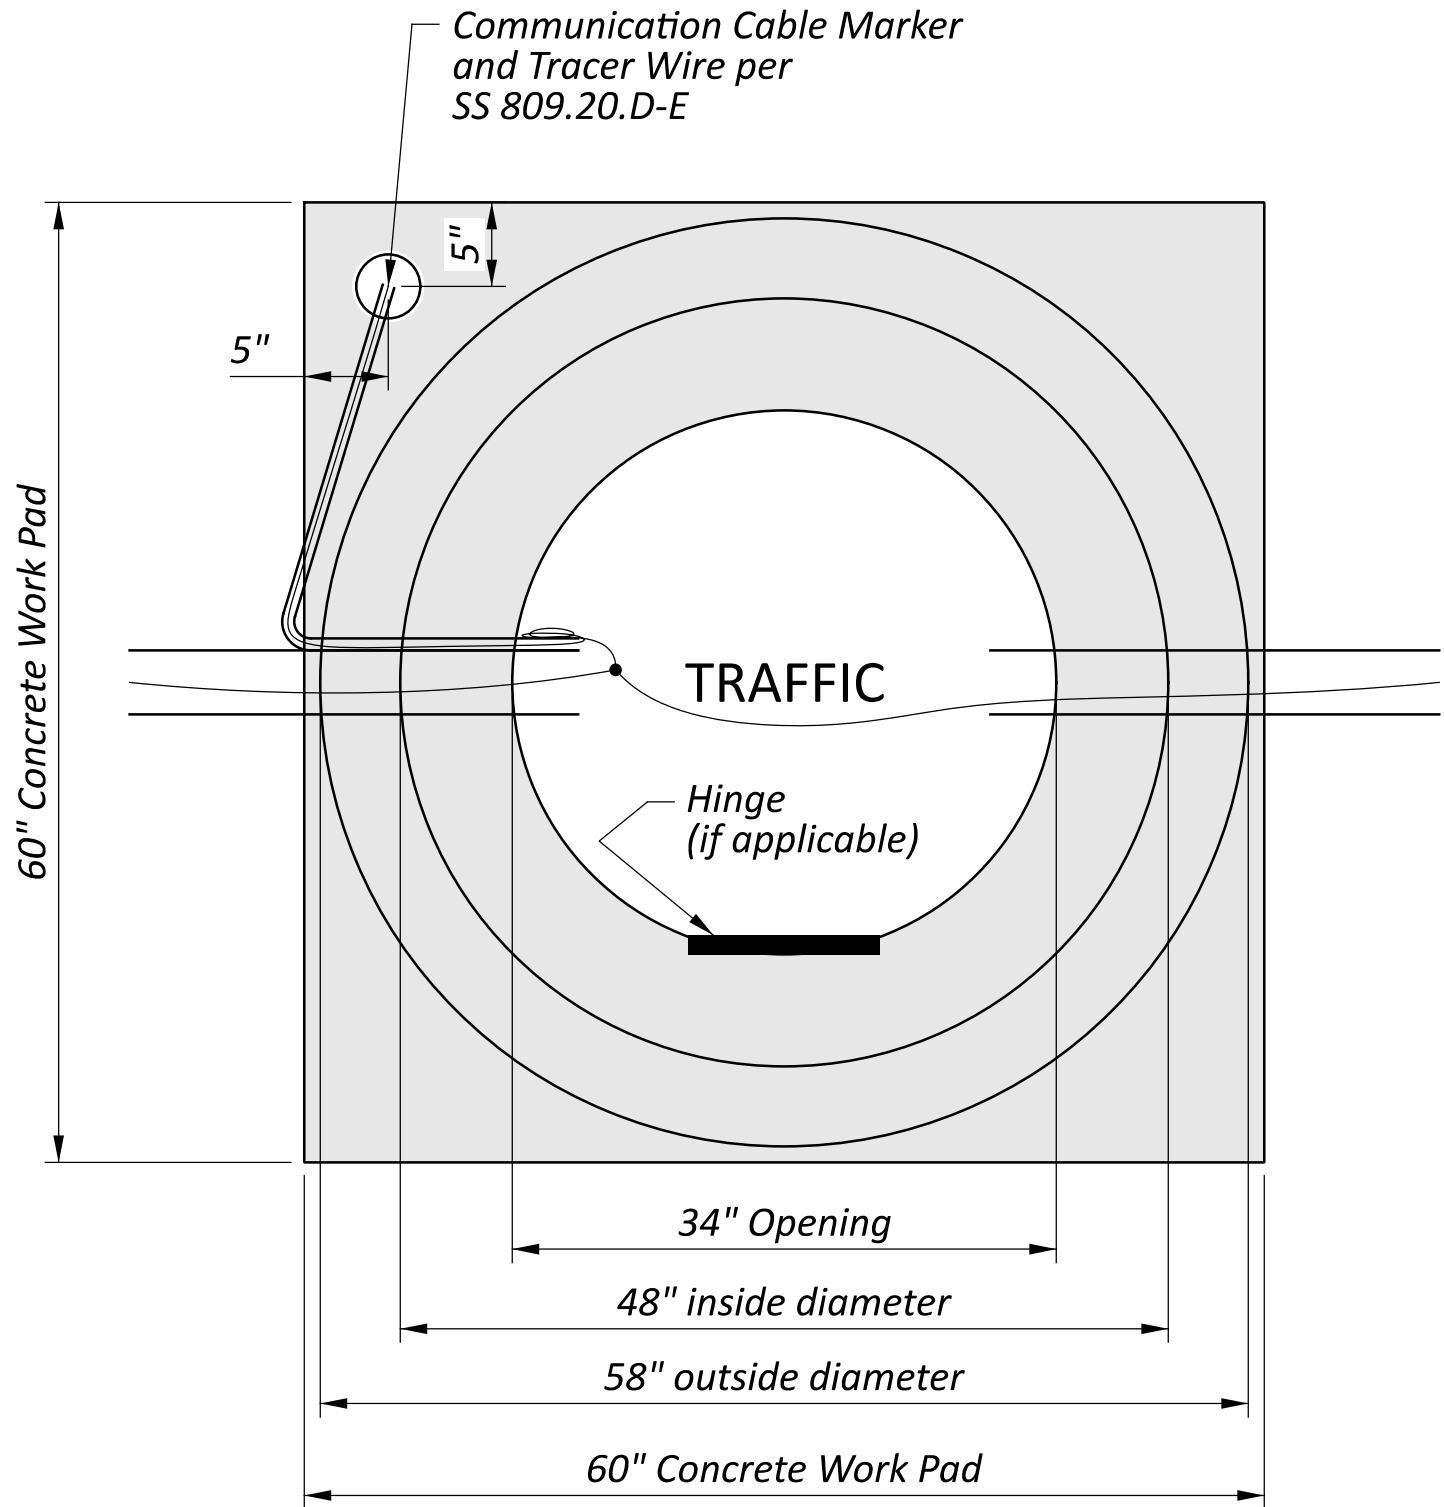 Communication Cable Marker
and Tracer Wire per
SS 809.20.D-E
5"
5"
60" Concrete Work Pad
TRAFFIC
Hinge
(if applicable)
34" Opening
48" inside diameter
58" outside diameter
60" Concrete Work Pad